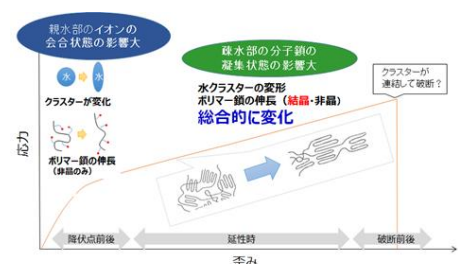 親水部のイオンの
会合状態の影響大
水
水
クラスターが変化
ポリマー鎖の伸長
(非晶のみ)
疎水部の分子鎖の
凝集状態の影響大
水クラスターの変形
ポリマー鎖の伸長(結晶・非晶)
総合的に変化
クラスターが
連結して破断?
応力
降伏点前後
延性時
破断前後
歪み